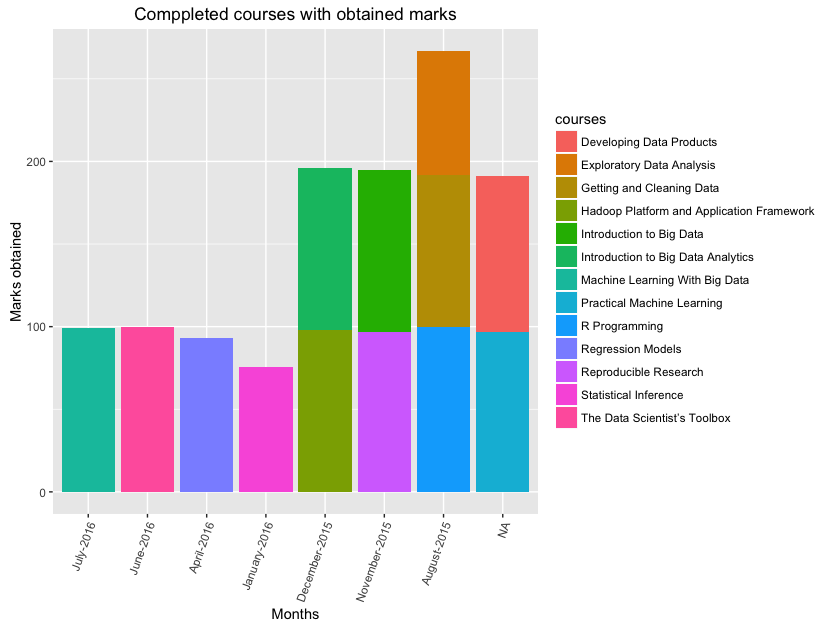 Comppleted courses with obtained marks
Marks obtained
200
100
0
July-2016
June-2016
April-2016
January-2016
December-2015
November-2015
August-2015
NA
Months
courses
Developing Data Products
Exploratory Data Analysis
Getting and Cleaning Data
Hadoop Platform and Application Framework
Introduction to Big Data
Introduction to Big Data Analytics
Machine Learning With Big Data
Practical Machine Learning
R Programming
Regression Models
Reproducible Research
Statistical Inference
The Data Scientist's Toolbox